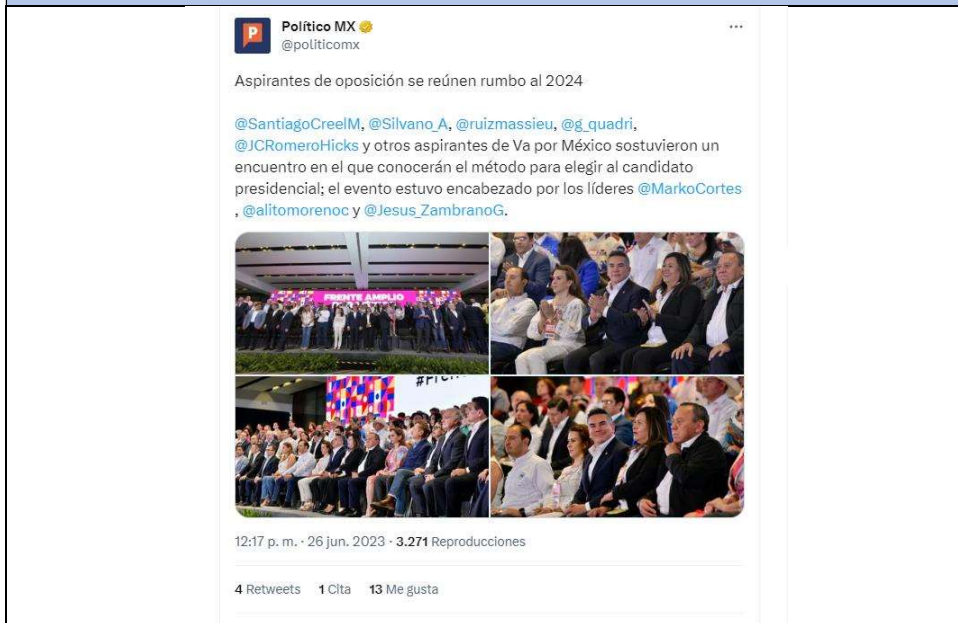 Político MX
@politicomx
Aspirantes de oposición se reúnen rumbo al 2024
@SantiagoCreelM, @Silvano_A, @ruizmassieu, @g_quadri,
@JCRomeroHicks y otros aspirantes de Va por México sostuvieron un
encuentro en el que conocerán el método para elegir al candidato
presidencial; el evento estuvo encabezado por los líderes @MarkoCortes
, @alitomorenoc y @Jesus_ZambranoG.
FRENTE AMPLIO
12:17 p. m. · 26 jun. 2023 · 3.271 Reproducciones
4 Retweets 1 Cita 13 Me gusta